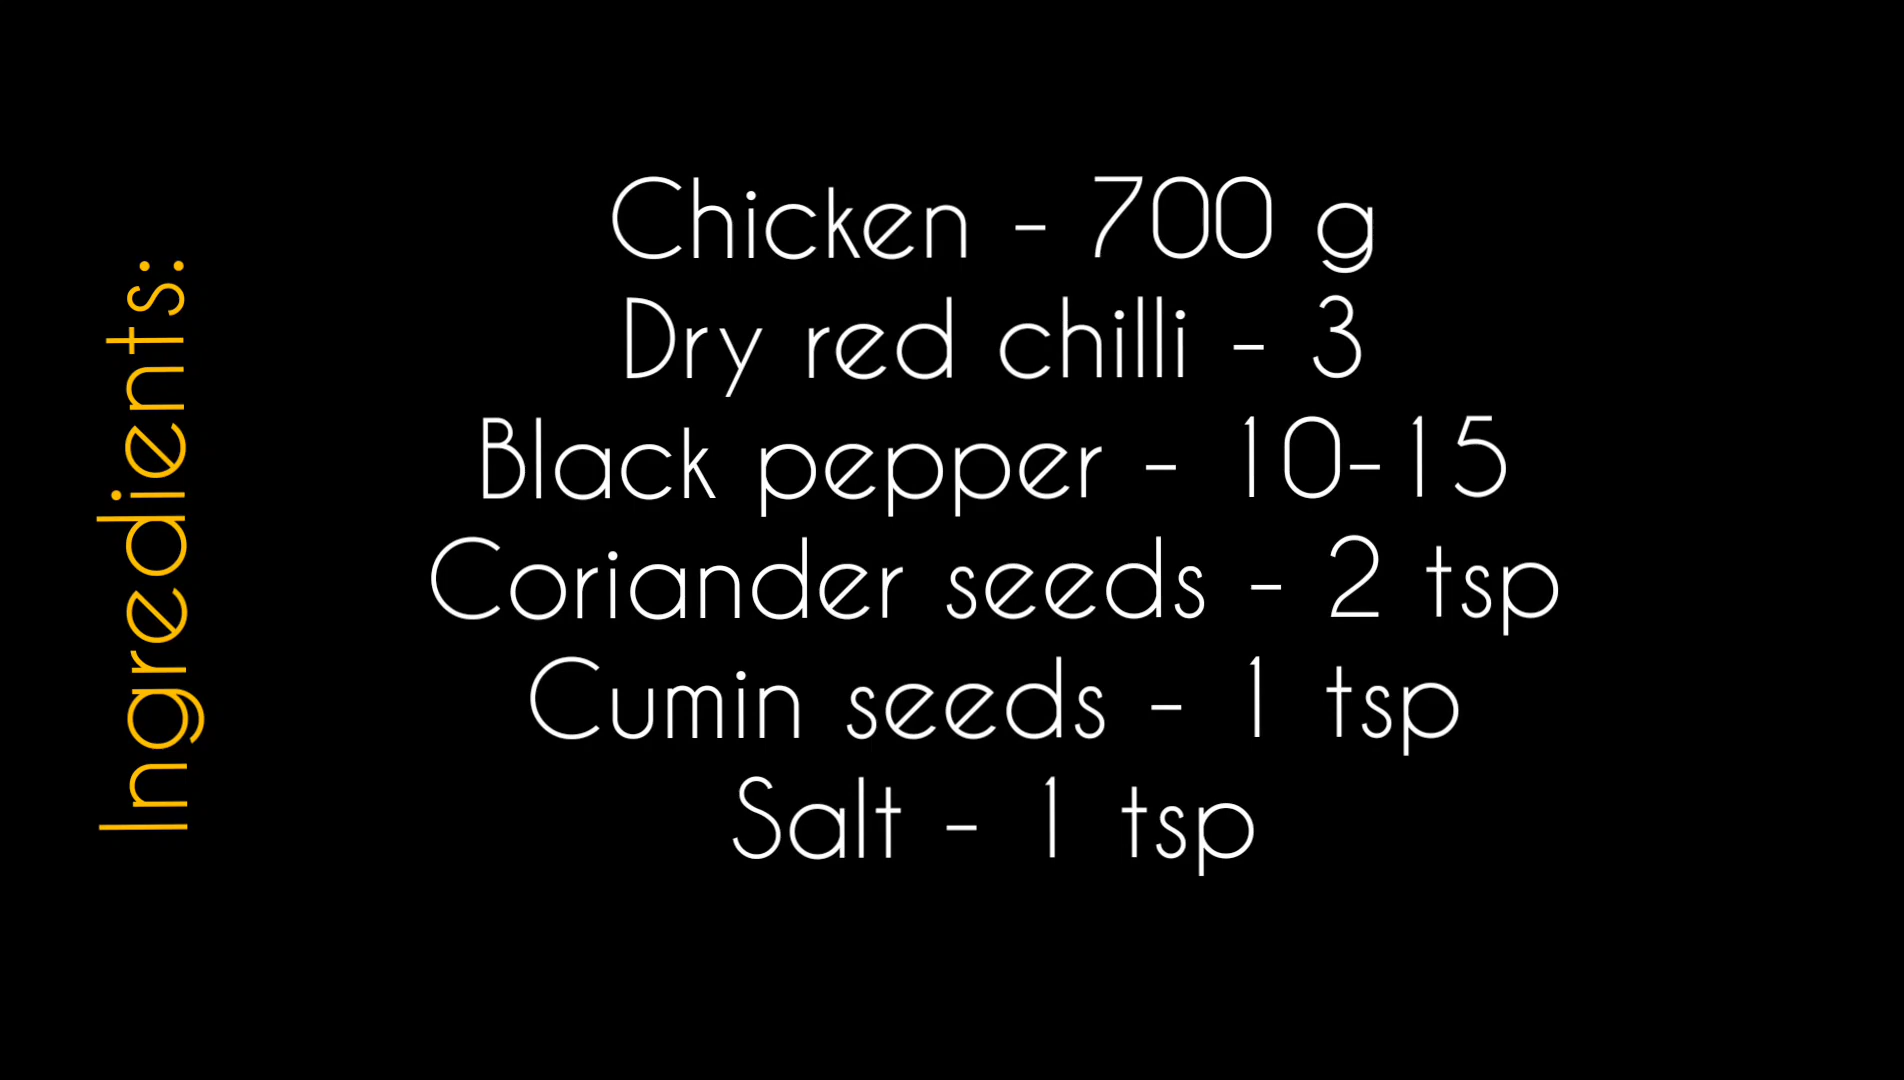 Ingredients:
Chicken - 700 g
Dry red chilli - 3
Black pepper - 10-15
Coriander seeds - 2 tsp
Cumin seeds - 1 tsp
Salt - 1 tsp